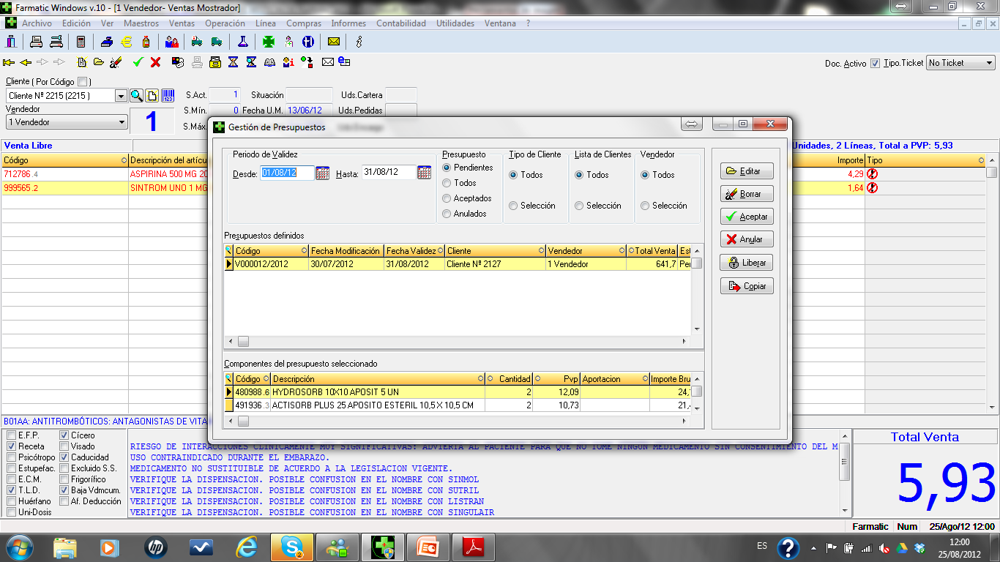 Farmatic Windows v.10 - [1 Vendedor- Ventas Mostrador]
Archivo Edición Ver Maestros Ventas Operación Línea Compras Informes Contabilidad Utilidades Ventana ?
Doc. Activo Tipo.Ticket No Ticket
Cliente ( Por Código )
Cliente Nº 2215 (2215 )
S.Act. 1 Situación Uds.Cartera
Vendedor
S.Mín. 0 Fecha U.M. 13/06/12 Uds.Pedidas
1 Vendedor
1
S.Máx.
Venta Libre
Unidades, 2 Líneas, Total a PVP: 5,93
Código Descripción del artícu Importe Tipo
712786.4 ASPIRINA 500 MG 20 4,29
999565.2 SINTROM UNO 1 MG 1,64
Gestión de Presupuestos
Periodo de Validez
Desde: 01/08/12 Hasta: 31/08/12
Presupuesto
Pendientes
Todos
Aceptados
Anulados
Tipo de Cliente
Todos
Selección
Lista de Clientes
Todos
Selección
Vendedor
Todos
Selección
Editar
Borrar
Aceptar
Anular
Liberar
Copiar
Presupuestos definidos
Código Fecha Modificación Fecha Validez Cliente Vendedor Total Venta Est
V000012/2012 30/07/2012 31/08/2012 Cliente Nº 2127 1 Vendedor 641,7 Per
Componentes del presupuesto seleccionado
Código Descripción Cantidad Pvp Aportacion Importe Bru
480988.6 HYDROSORB 10X10 APOSIT 5 UN 2 12,09 24,
491936.3 ACTISORB PLUS 25 APOSITO ESTERIL 10,5 X 10,5 CM 2 10,73 21,
B01AA: ANTITROMBÓTICOS: ANTAGONISTAS DE VITA
E.F.P. Cícero
Receta Visado
Psicótropo Caducidad
Estupefac. Excluido S.S.
E.C.M. Frigorífico
T.L.D. Baja Vdmcum.
Huérfano Af. Deducción
Uni-Dosis
RIESGO DE INTERACCIONES CLINICAMENTE MUY SIGNIFICATIVAS: ADVIERTA AL PACIENTE PARA QUE NO TOME NINGUN MEDICAMENTO SIN CONSENTIMIENTO DEL M
USO CONTRAINDICADO DURANTE EL EMBARAZO.
MEDICAMENTO NO SUSTITUIBLE DE ACUERDO A LA LEGISLACION VIGENTE.
VERIFIQUE LA DISPENSACION. POSIBLE CONFUSION EN EL NOMBRE CON SINMOL
VERIFIQUE LA DISPENSACION. POSIBLE CONFUSION EN EL NOMBRE CON SUTRIL
VERIFIQUE LA DISPENSACION. POSIBLE CONFUSION EN EL NOMBRE CON LISTRAN
VERIFIQUE LA DISPENSACION. POSIBLE CONFUSION EN EL NOMBRE CON SINGULAIR
Total Venta
5,93
Farmatic Num 25/Ago/12 12:00
ES
12:00
25/08/2012